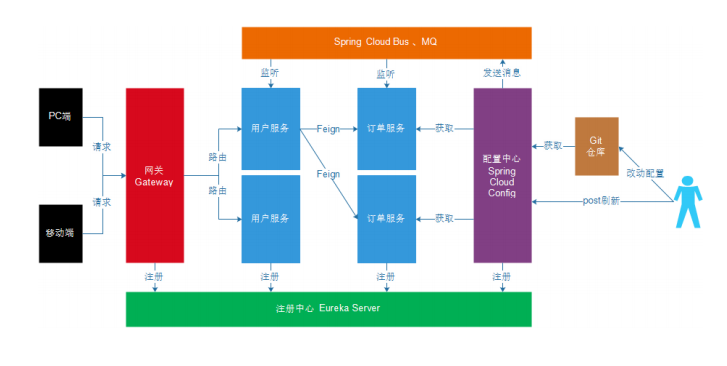 Spring Cloud Bus 、MQ
监听
监听
发送消息
PC端
用户服务
Feign
订单服务
获取
Git
仓库
请求
网关
Gateway
路由
配置中心
Spring
Cloud
Config
获取
改动配置
Feign
路由
请求
post刷新
移动端
用户服务
订单服务
获取
注册
注册
注册
注册
注册中心 Eureka Server